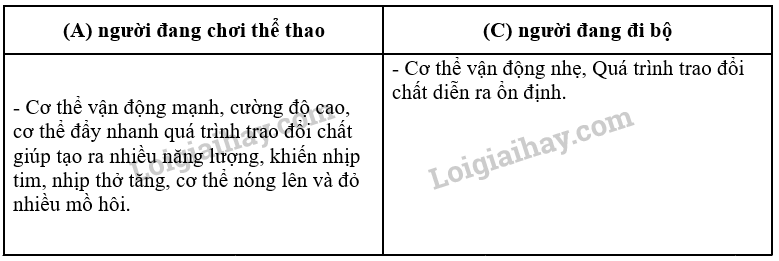 (A) người đang chơi thể thao
(C) người đang đi bộ
- Cơ thể vận động mạnh, cường độ cao,
cơ thể đẩy nhanh quá trình trao đổi chất
giúp tạo ra nhiều năng lượng, khiến nhịp
tim, nhịp thở tăng, cơ thể nóng lên và đỏ
nhiều mồ hôi.
- Cơ thể vận động nhẹ, Quá trình trao đổi
chất diễn ra ổn định.
Loigiaihay.com
Loigiaihay.com